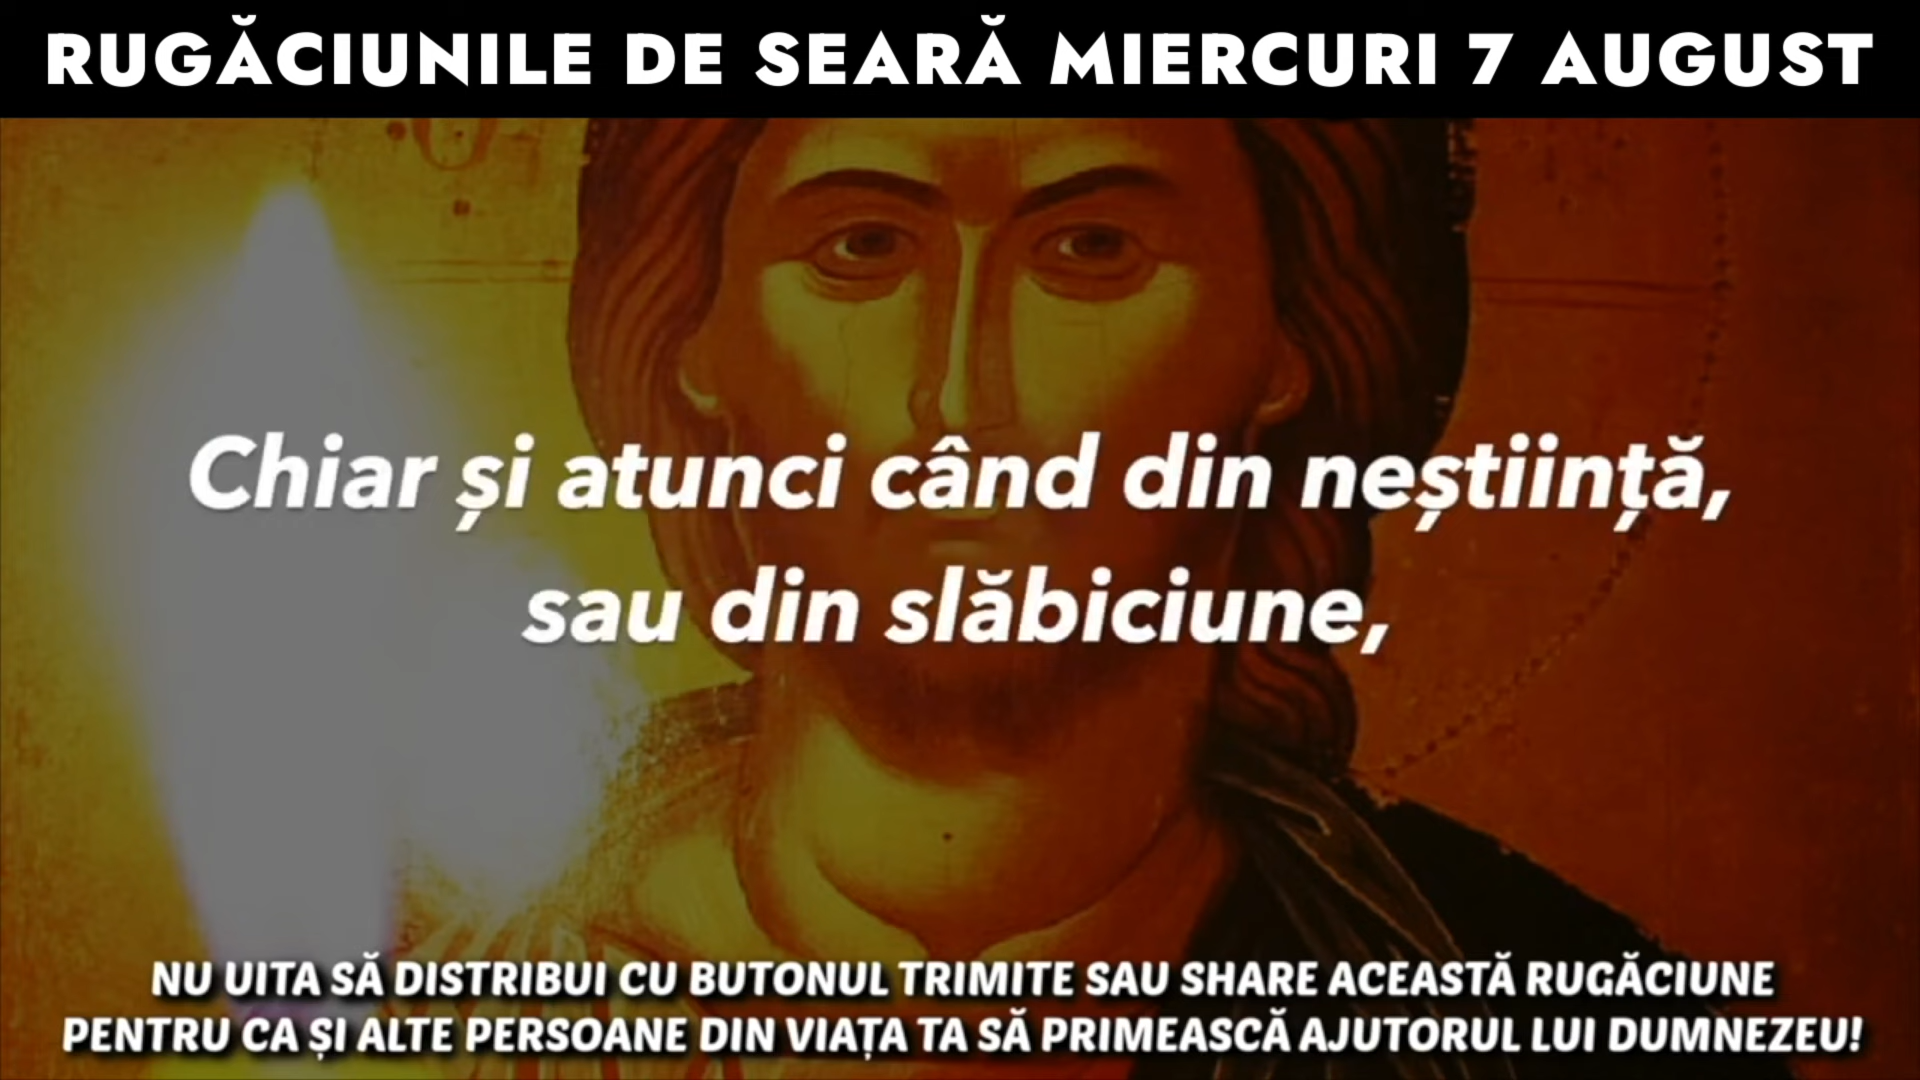 RUGĂCIUNILE DE SEARĂ MIERCURI 7 AUGUST
Chiar și atunci când din neștiință,
sau din slăbiciune,
NU UITA SĂ DISTRIBUI CU BUTONUL TRIMITE SAU SHARE ACEASTĂ RUGĂCIUNE
PENTRU CA ȘI ALTE PERSOANE DIN VIAȚA TA SĂ PRIMEASCĂ AJUTORUL LUI DUMNEZEU!